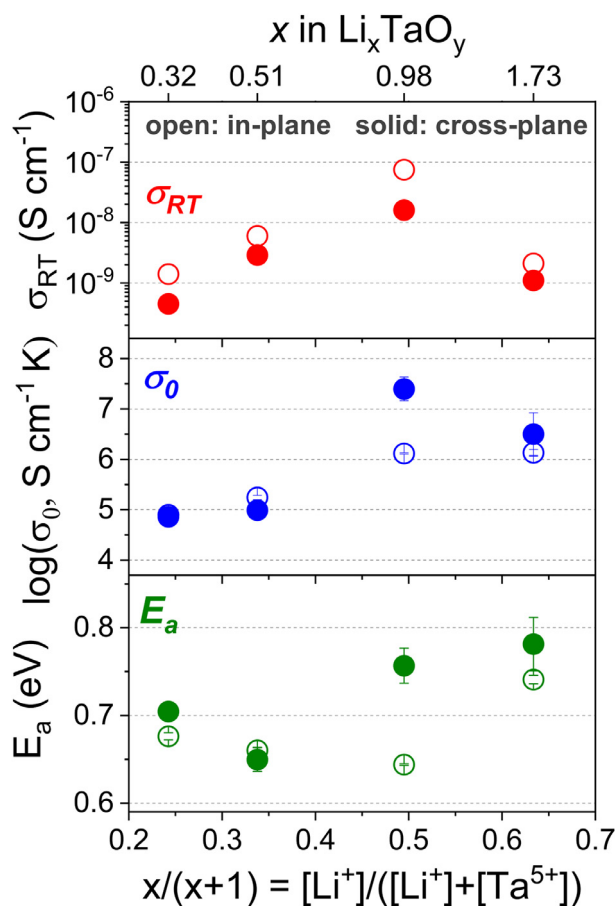 x in LiₓTaOᵧ
0.32 0.51 0.98 1.73
open: in-plane solid: cross-plane
σ_RT (S cm⁻¹)
10⁻⁶
10⁻⁷
10⁻⁸
10⁻⁹
σ_RT
log(σ₀, S cm⁻¹ K)
8
7
6
5
4
σ₀
Eₐ (eV)
0.8
0.7
0.6
Eₐ
0.2 0.3 0.4 0.5 0.6 0.7
x/(x+1) = [Li⁺]/([Li⁺]+[Ta⁵⁺])